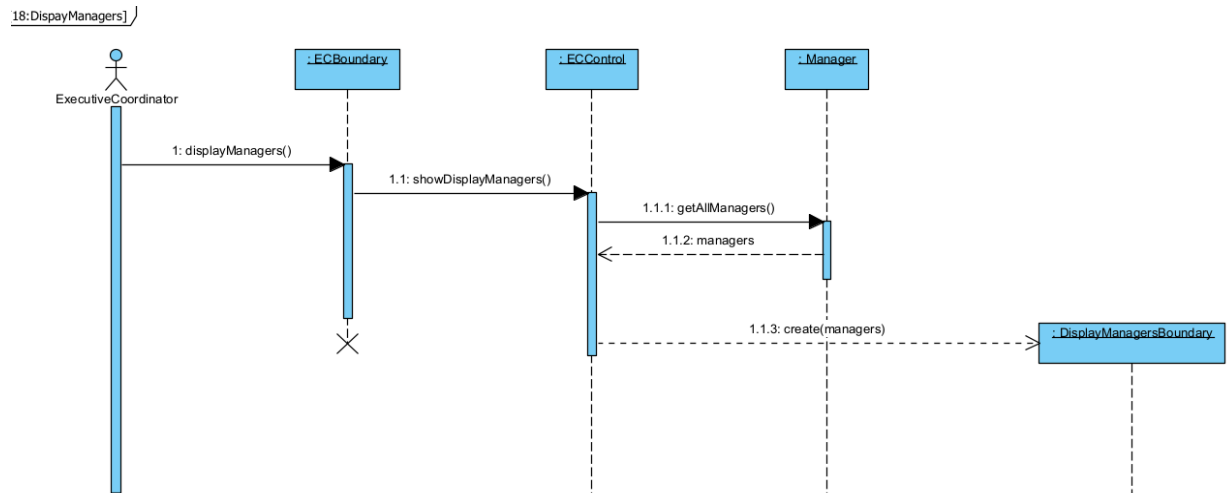 18:DispayManagers]
: ECBoundary
: ECControl
: Manager
ExecutiveCoordinator
1: displayManagers()
1.1: showDisplayManagers()
1.1.1: getAllManagers()
1.1.2: managers
1.1.3: create(managers)
: DisplayManagersBoundary